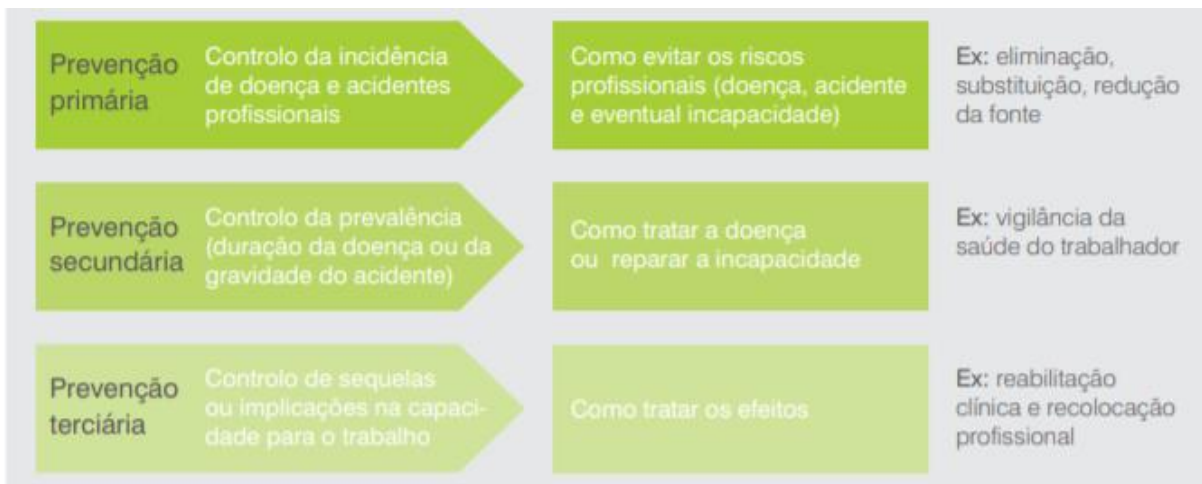 Prevenção
primária
Controlo da incidência
de doença e acidentes
profissionais
Como evitar os riscos
profissionais (doença, acidente
e eventual incapacidade)
Ex: eliminação,
substituição, redução
da fonte
Prevenção
secundária
Controlo da prevalência
(duração da doença ou da
gravidade do acidente)
Como tratar a doença
ou reparar a incapacidade
Ex: vigilância da
saúde do trabalhador
Prevenção
terciária
Controlo de sequelas
ou implicações na capaci-
dade para o trabalho
Como tratar os efeitos
Ex: reabilitação
clínica e recolocação
profissional